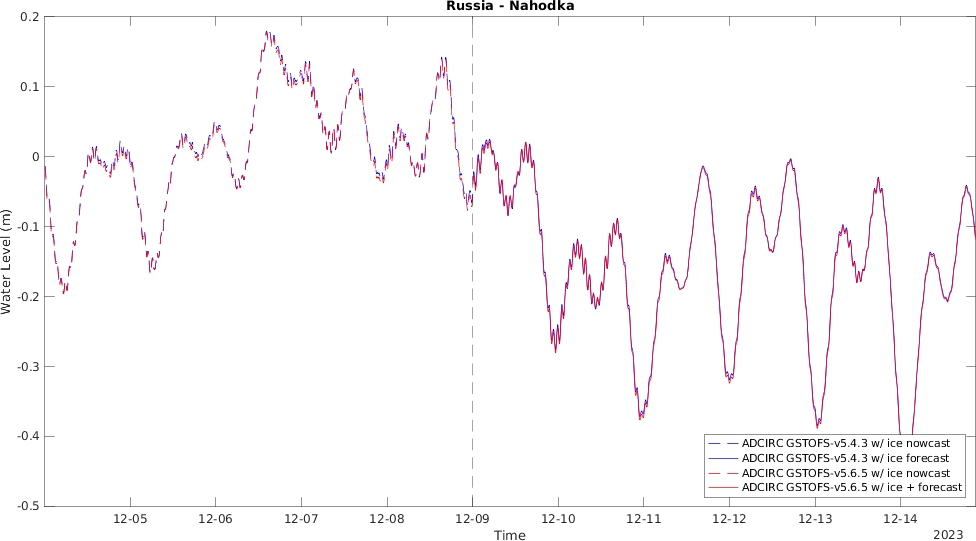 Russia - Nahodka
0.2
0.1
0
-0.1
-0.2
-0.3
-0.4
-0.5
Water Level (m)
ADCIRC GSTOFS-v5.4.3 w/ ice nowcast
ADCIRC GSTOFS-v5.4.3 w/ ice forecast
ADCIRC GSTOFS-v5.6.5 w/ ice nowcast
ADCIRC GSTOFS-v5.6.5 w/ ice + forecast
12-05 12-06 12-07 12-08 12-09 12-10 12-11 12-12 12-13 12-14
Time
2023